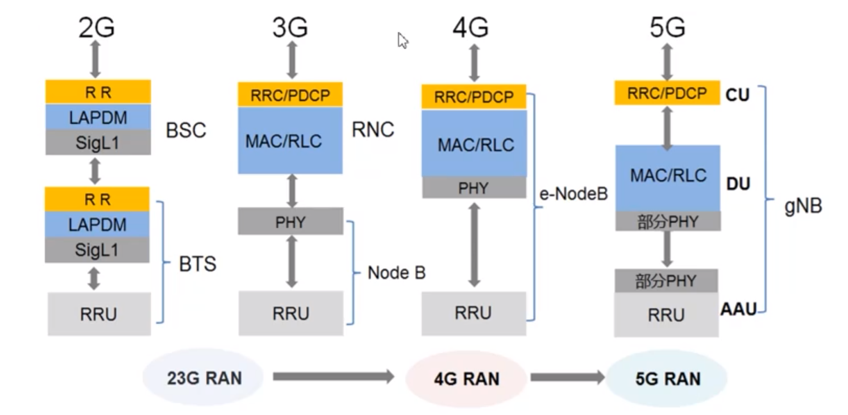 2G
R R
LAPDM
SigL1
BSC
R R
LAPDM
SigL1
BTS
RRU
3G
RRC/PDCP
MAC/RLC
RNC
PHY
Node B
RRU
4G
RRC/PDCP
MAC/RLC
PHY
e-NodeB
RRU
5G
RRC/PDCP
CU
MAC/RLC
DU
部分PHY
gNB
部分PHY
RRU
AAU
23G RAN
4G RAN
5G RAN